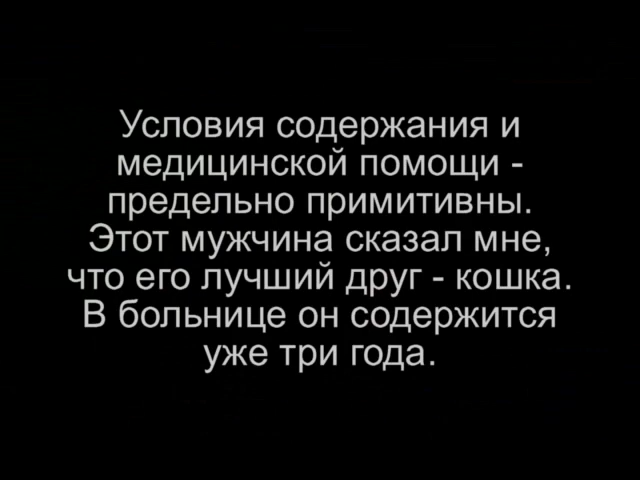 Условия содержания и
медицинской помощи -
предельно примитивны.
Этот мужчина сказал мне,
что его лучший друг - кошка.
В больнице он содержится
уже три года.